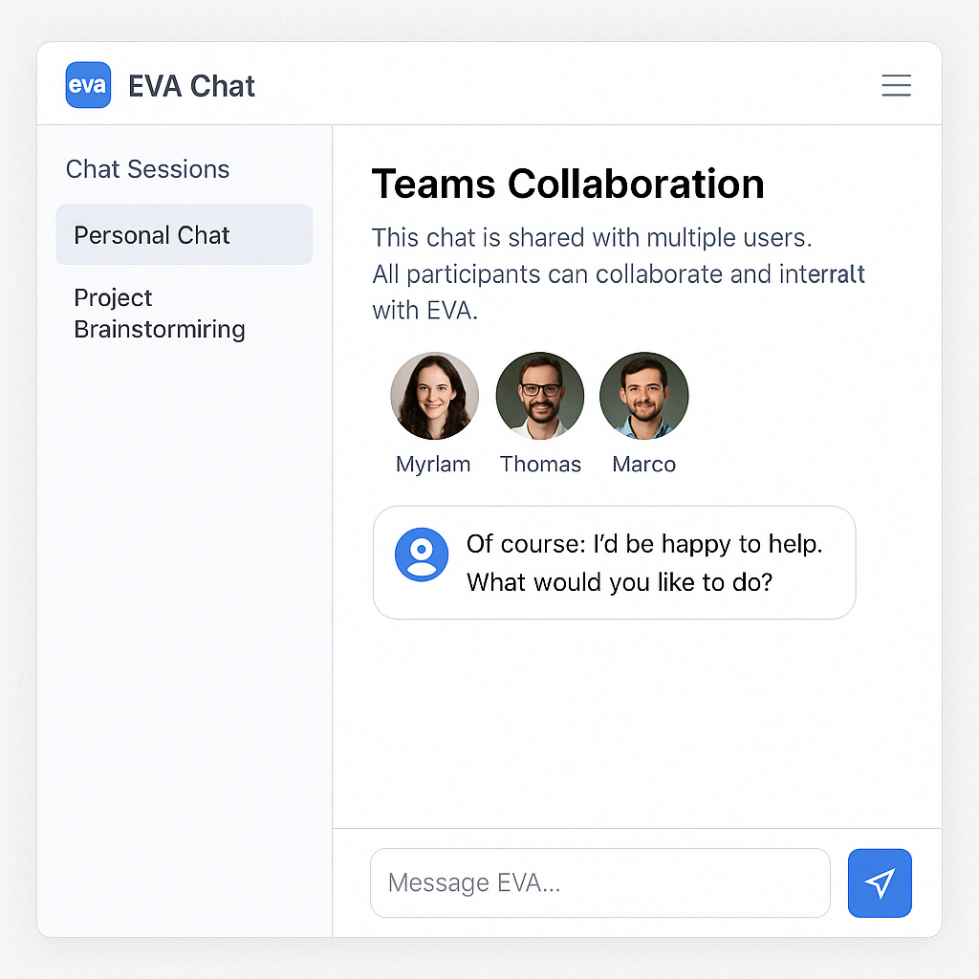 eva EVA Chat
Chat Sessions
Personal Chat
Project
Brainstormiring
Teams Collaboration
This chat is shared with multiple users.
All participants can collaborate and interralt
with EVA.
Myrlam Thomas Marco
Of course: I’d be happy to help.
What would you like to do?
Message EVA...